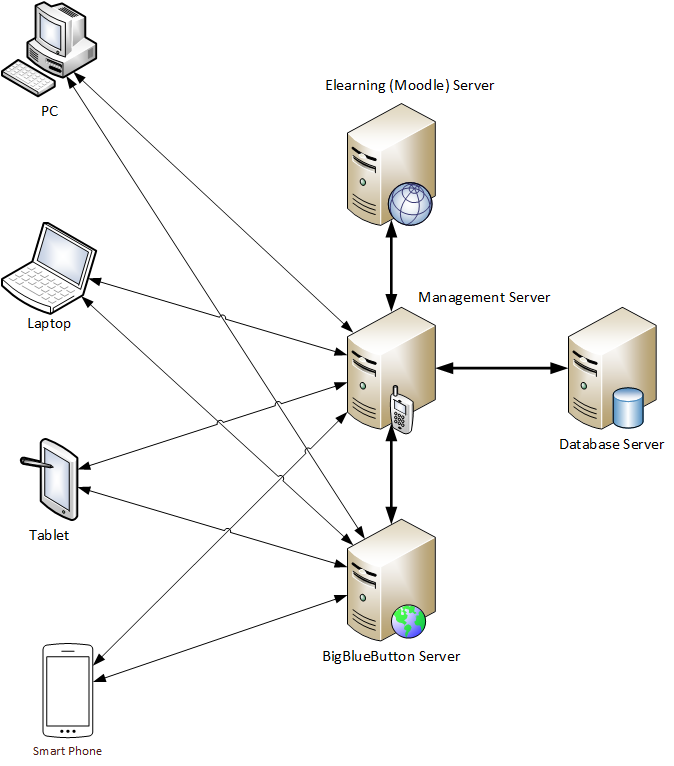 Elearning (Moodle) Server
PC
Management Server
Laptop
Database Server
Tablet
BigBlueButton Server
Smart Phone